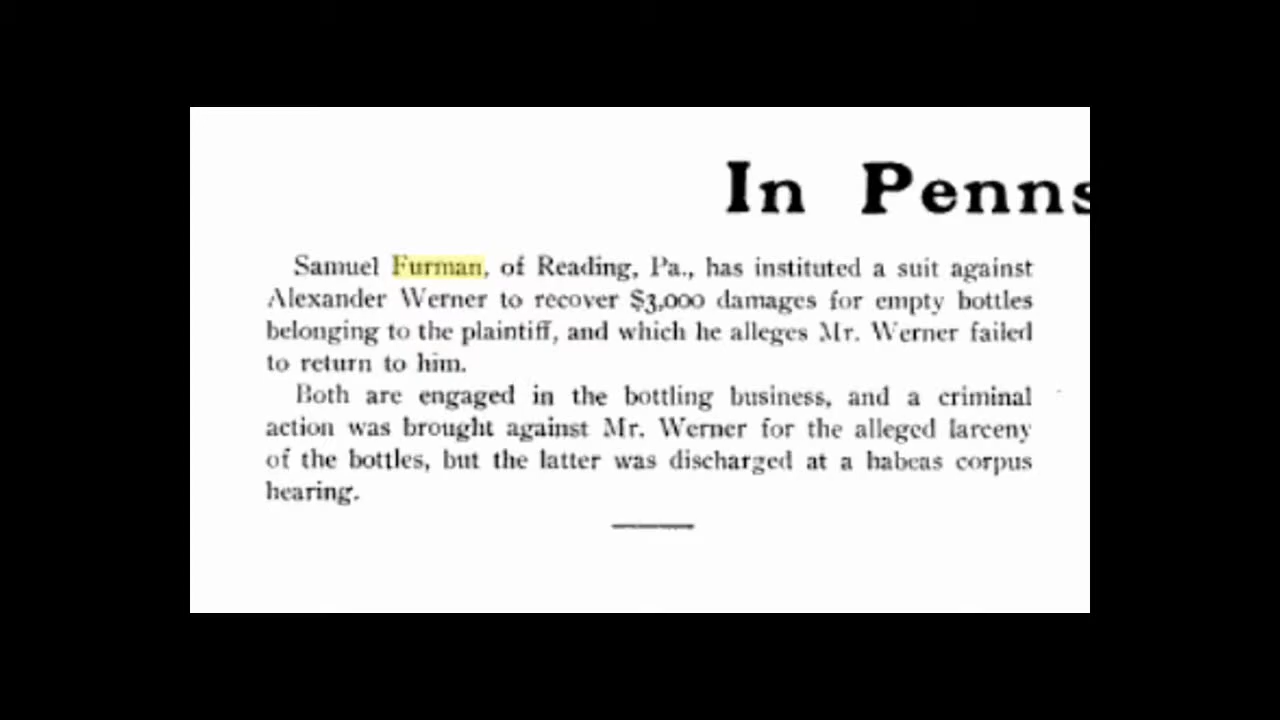 In Penns
Samuel Furman, of Reading, Pa., has instituted a suit against
Alexander Werner to recover $3,000 damages for empty bottles
belonging to the plaintiff, and which he alleges Mr. Werner failed
to return to him.
Both are engaged in the bottling business, and a criminal
action was brought against Mr. Werner for the alleged larceny
of the bottles, but the latter was discharged at a habeas corpus
hearing.